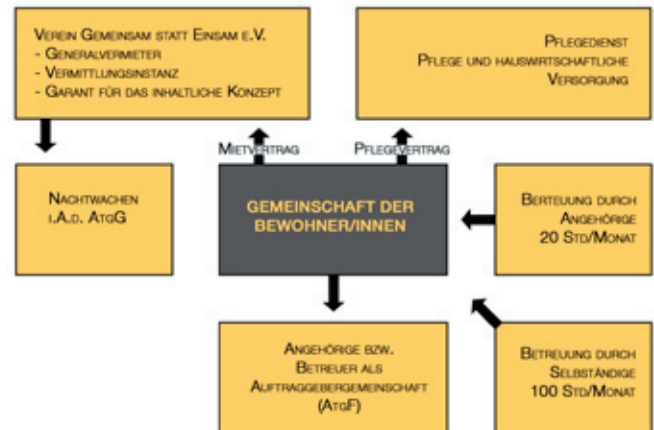 Verein Gemeinsam statt Einsam e.V.
- Generalvermieter
- Vermittlungsinstanz
- Garant für das inhaltliche Konzept
Pflegedienst
Pflege und hauswirtschaftliche
Versorgung
Mietvertrag
Pflegevertrag
Nachtwachen
i.A.d. AtgG
GEMEINSCHAFT DER
BEWOHNER/INNEN
Berteuung durch
Angehörige
20 Std/Monat
Angehörige bzw.
Betreuer als
Auftraggebergemeinschaft
(AtgF)
Betreuung durch
Selbständige
100 Std/Monat